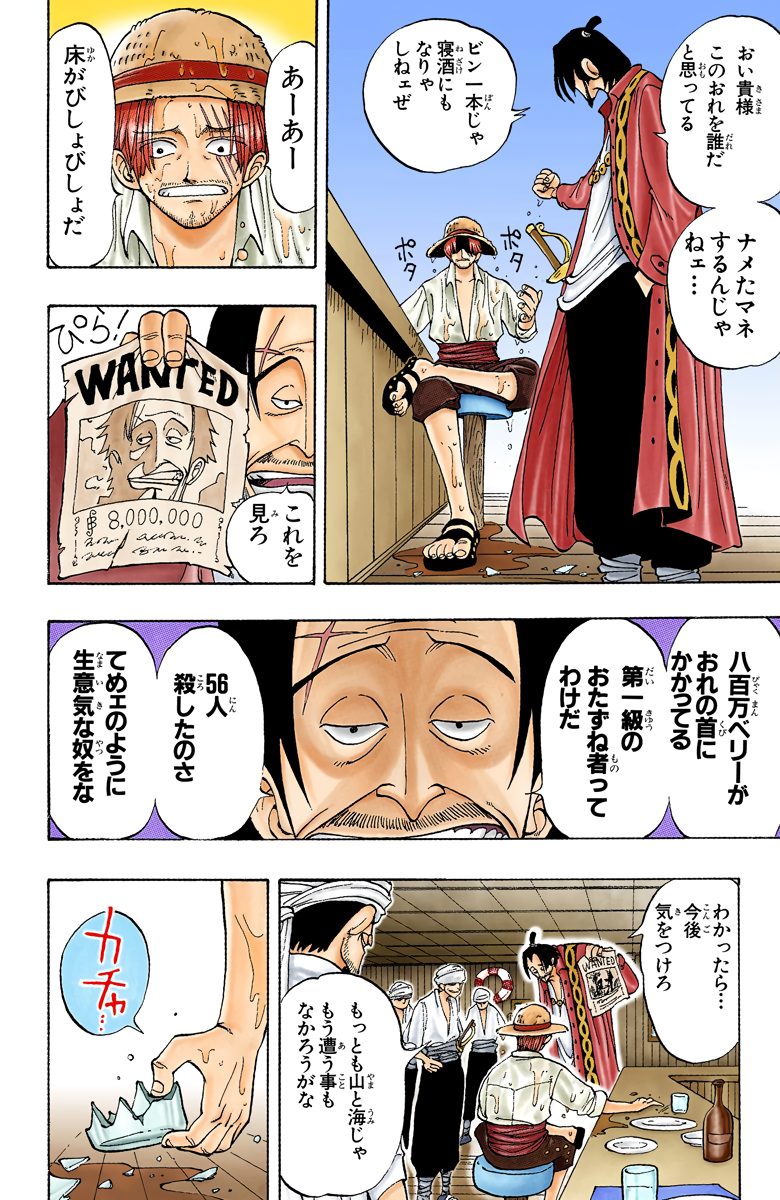 おい貴様
このおれを誰だ
と思ってる
ナメたマネ
するんじゃ
ねェ…
ビン一本じゃ
寝酒にも
なりゃ
しねェぜ
ポタ
ポタ
あーあー
床がびしょびしょだ
ぴら!
WANTED
฿8,000,000
これを
見ろ
八百万ベリーが
おれの首に
かかってる
第一級の
おたずね者って
わけだ
56人
殺したのさ
てめェのように
生意気な奴をな
わかったら…
今後
気をつけろ
WANTED
もっとも山と海じゃ
もう遭う事も
なかろうがな
カチャ…